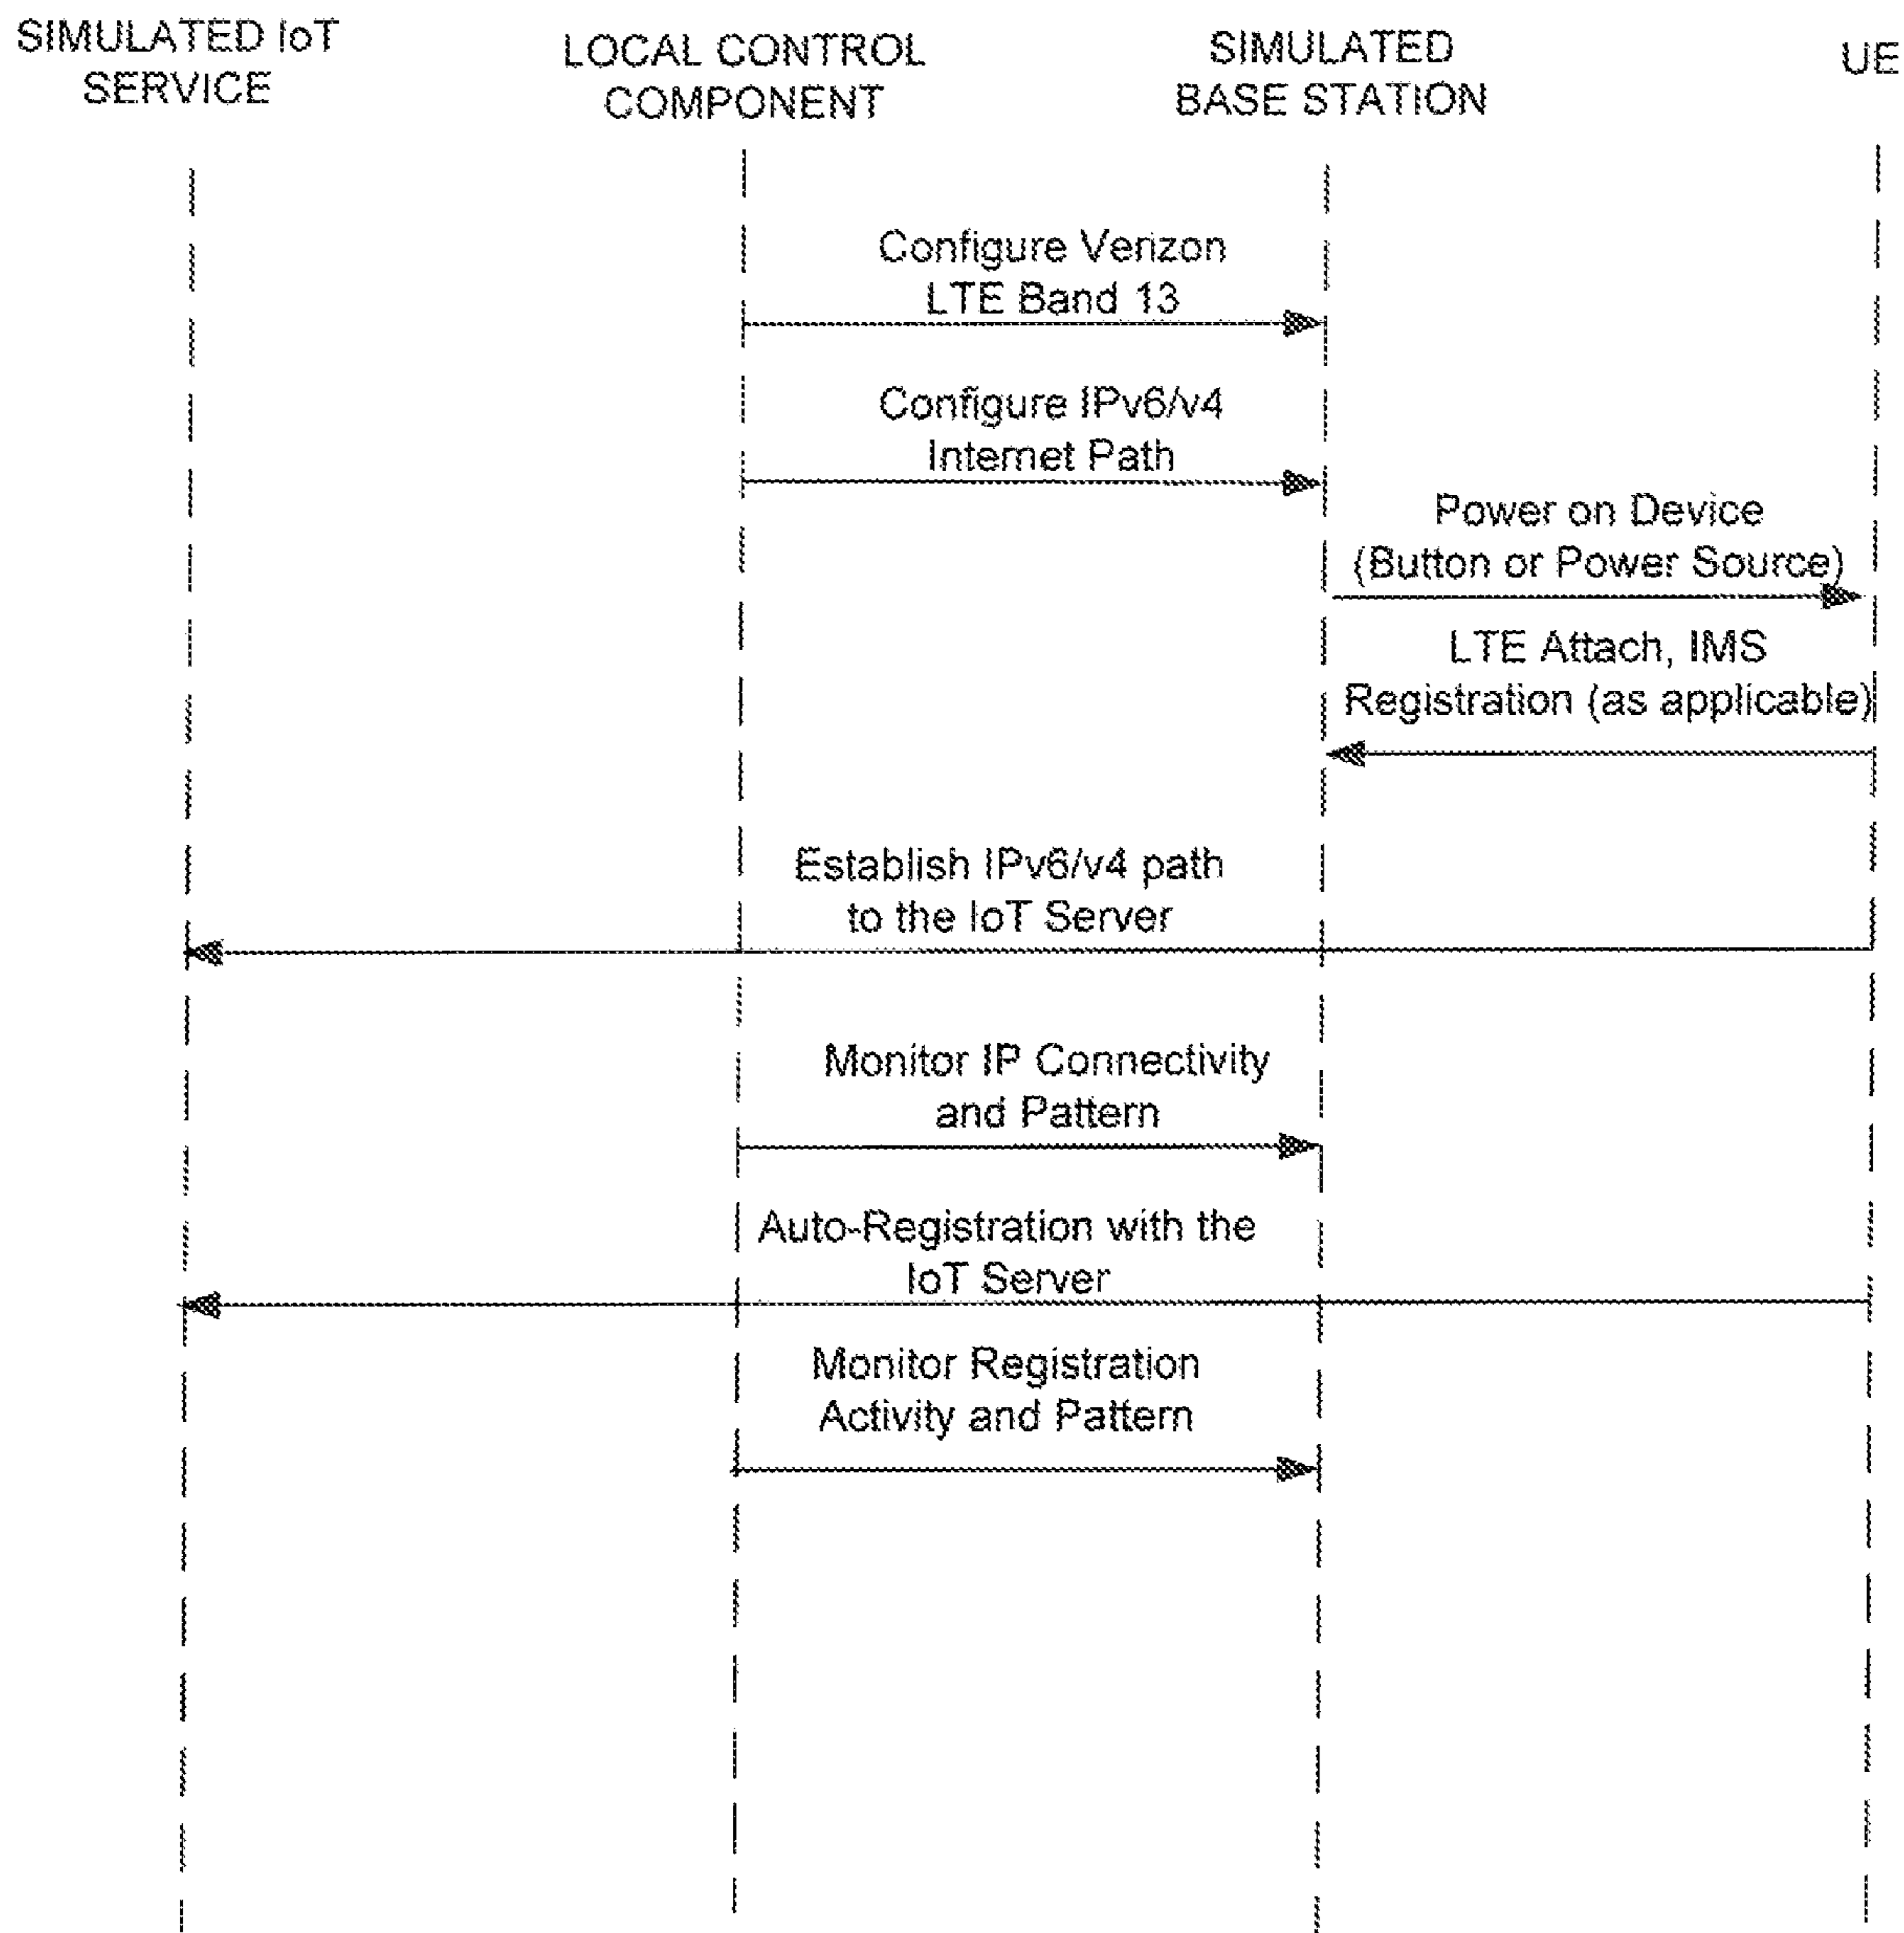 SIMULATED IoT
SERVICE
LOCAL CONTROL
COMPONENT
SIMULATED
BASE STATION
UE
Configure Verizon
LTE Band 13
Configure IPv6/v4
Internet Path
Power on Device
(Button or Power Source)
LTE Attach, IMS
Registration (as applicable)
Establish IPv6/v4 path
to the IoT Server
Monitor IP Connectivity
and Pattern
Auto-Registration with the
IoT Server
Monitor Registration
Activity and Pattern